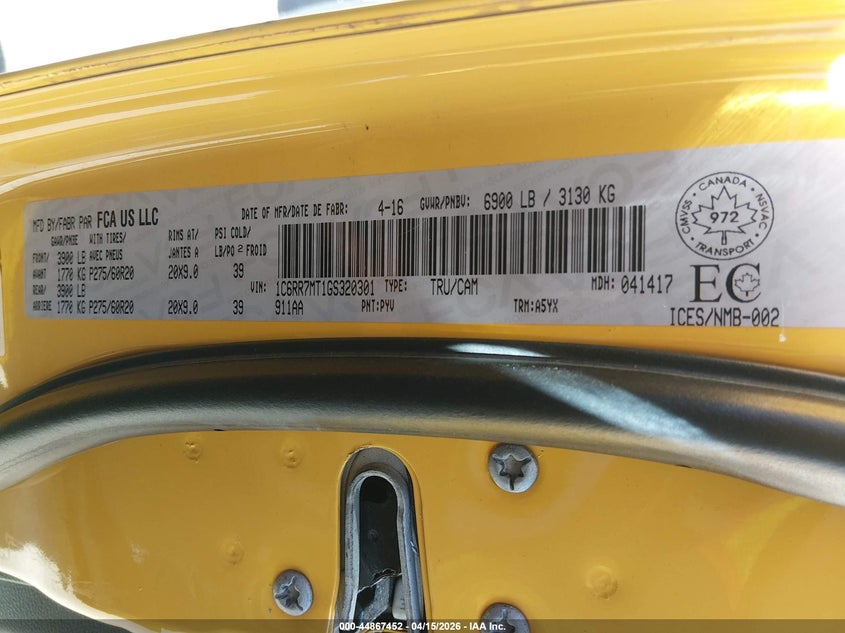 MFD BY/FABR PAR FCA US LLC DATE OF MFR/DATE DE FABR: 4-16 GVWR/PNBV: 6900 LB / 3130 KG
GAWR/PNBE WITH TIRES/ RIMS AT/ PSI COLD/
FRONT/ 3900 LB AVEC PNEUS JANTES A LB/PO 2 FROID
AVANT 1770 KG P275/60R20 20X9.0 39
REAR/ 3900 LB
ARRIERE 1770 KG P275/60R20 20X9.0 39
VIN: 1C6RR7MT1GS320301 TYPE: TRU/CAM MDH: 041417
911AA PNT:PYV TRM:A5YX
CANADA
CMVSS 972 NSVAC
TRANSPORT
EC
ICES/NMB-002
000-44867452 - 04/15/2026 - IAA Inc.